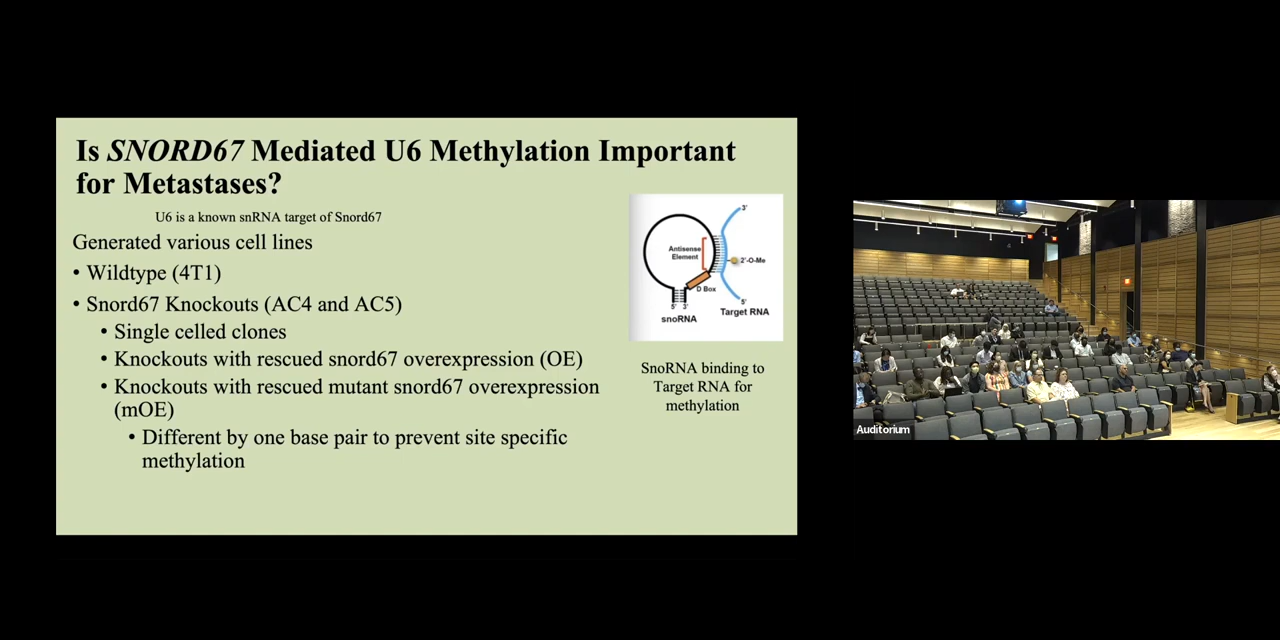 Is SNORD67 Mediated U6 Methylation Important
for Metastases?
U6 is a known snRNA target of Snord67
Generated various cell lines
• Wildtype (4T1)
• Snord67 Knockouts (AC4 and AC5)
• Single celled clones
• Knockouts with rescued snord67 overexpression (OE)
• Knockouts with rescued mutant snord67 overexpression
(mOE)
• Different by one base pair to prevent site specific
methylation
3'
Antisense
Element
2'-O-Me
D Box
5' 3'
5'
snoRNA
Target RNA
SnoRNA binding to
Target RNA for
methylation
Auditorium